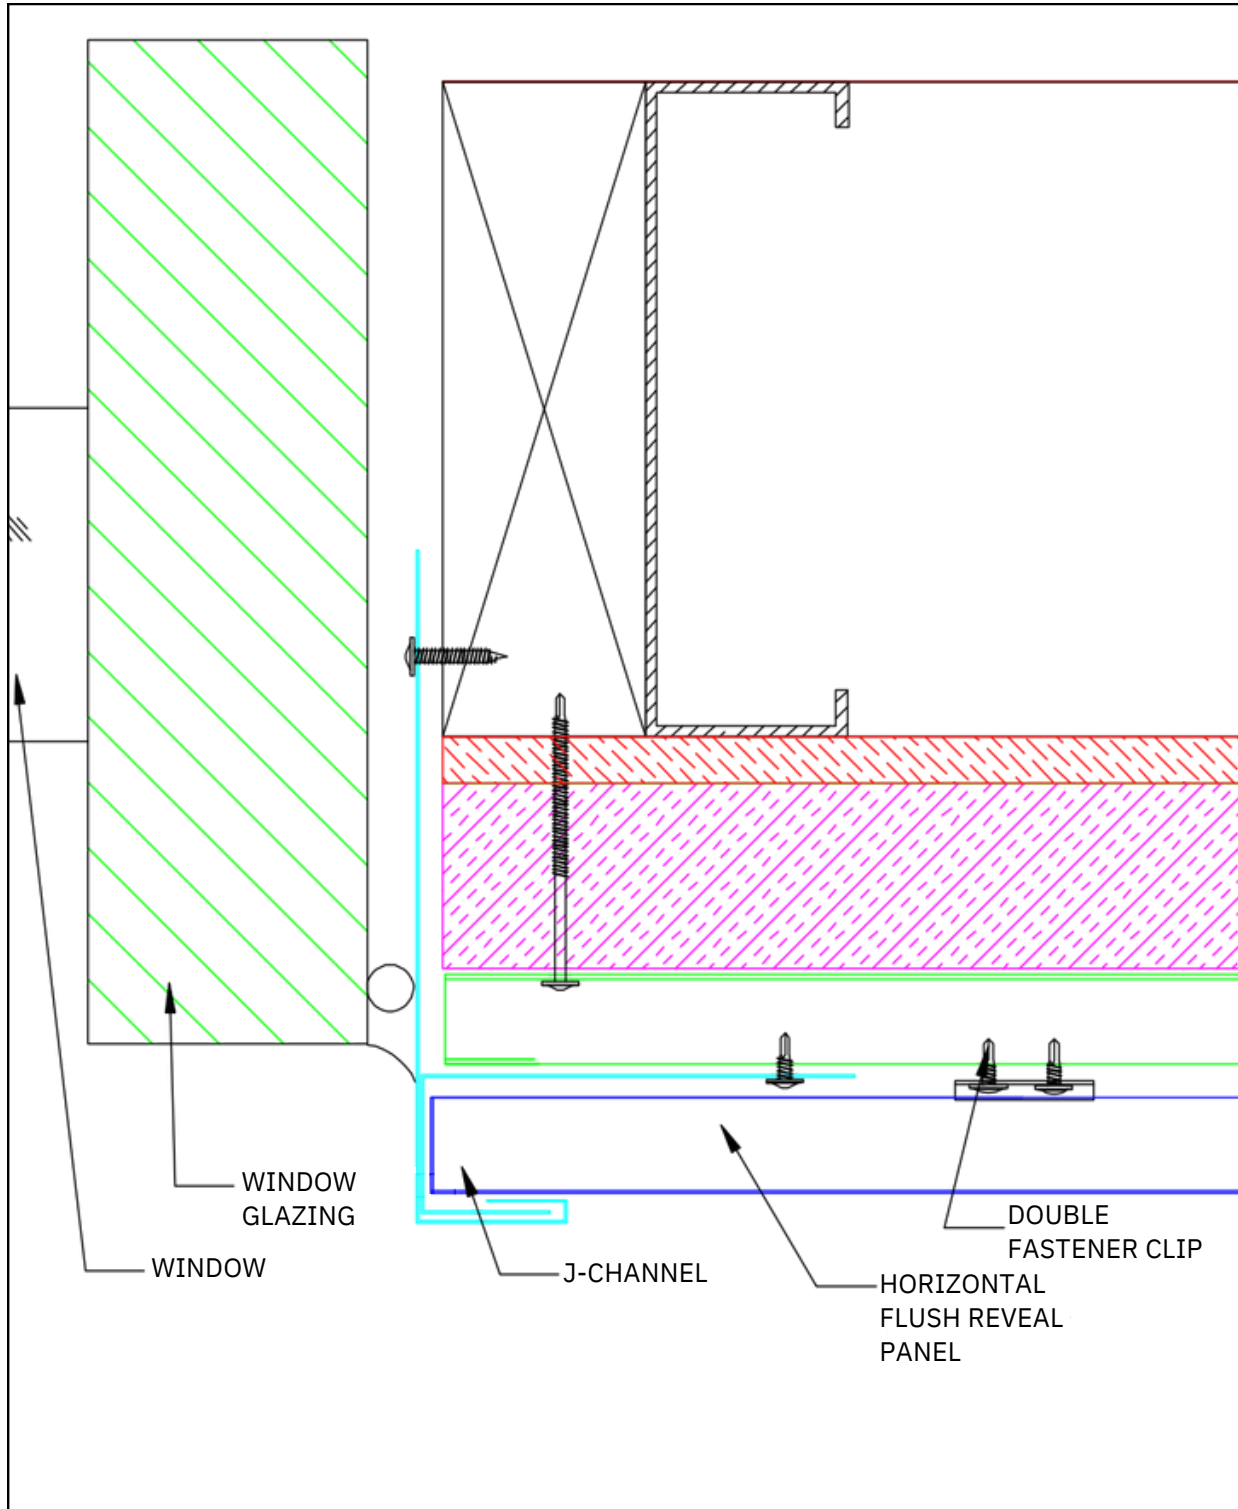 WINDOW
GLAZING
WINDOW
J-CHANNEL
DOUBLE
FASTENER CLIP
HORIZONTAL
FLUSH REVEAL
PANEL